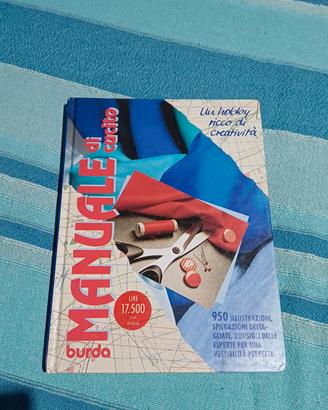 MANUALE di cucito
burda
Un hobby
ricco di
creatività
LIRE
17.500
950 ILLUSTRAZIONI,
SPIEGAZIONI DETTA-
GLIATE, CONSIGLI DELLE
ESPERTE PER UNA
VESTIBILITÀ PERFETTA